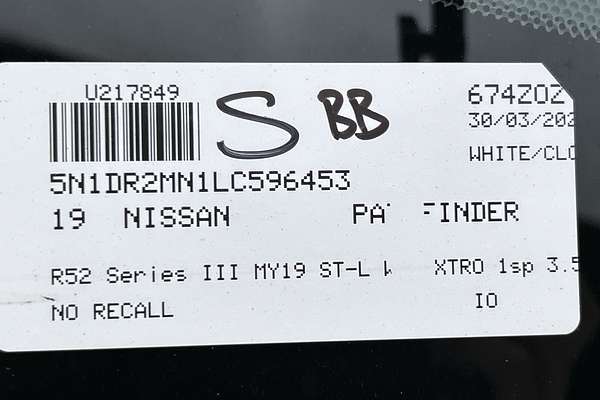 U217849 S BB 674ZOZ
30/03/202
WHITE/CLO
5N1DR2MN1LC596453
19 NISSAN PA FINDER
R52 Series III MY19 ST-L XTRO 1sp 3.5
NO RECALL IO